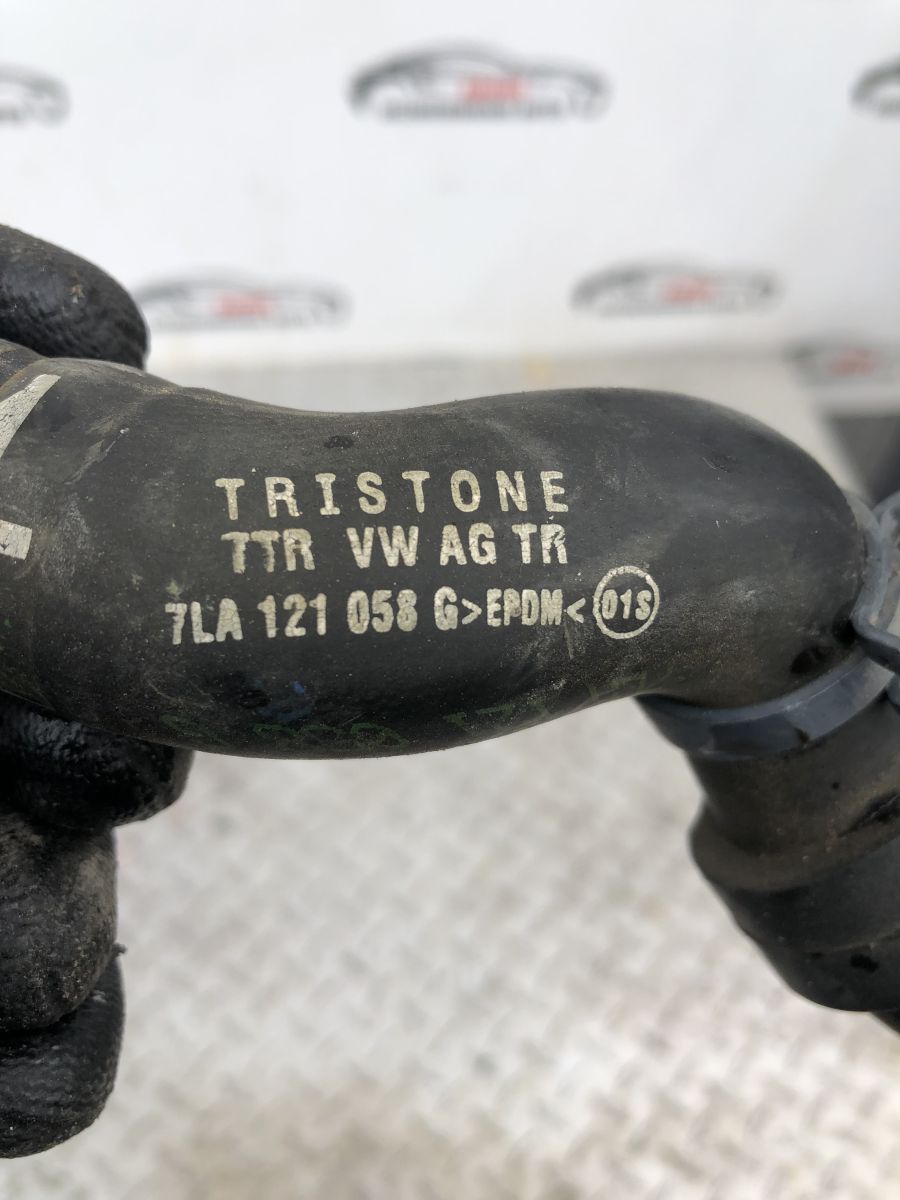 TRISTONE
TTR VW AG TR
7LA 121 058 G>EPDM< 01S